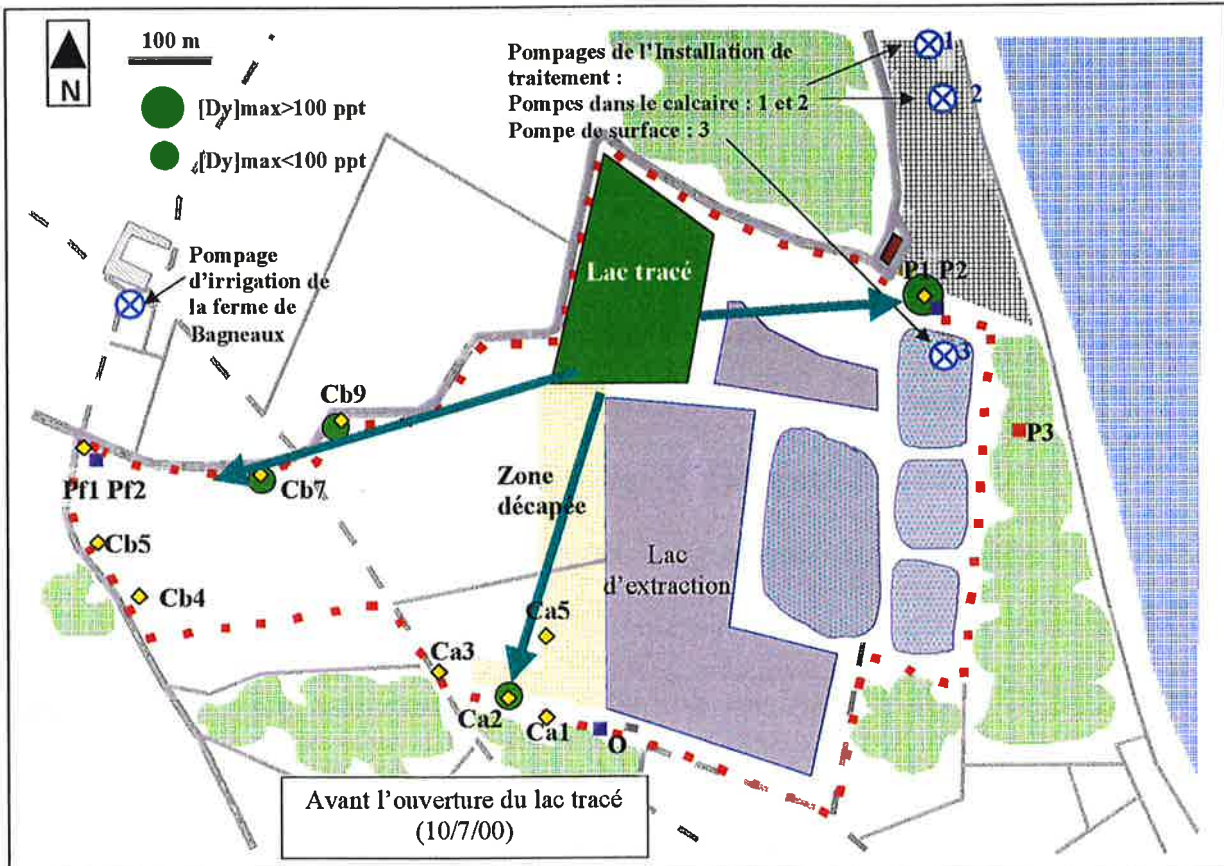 100 m
N
[Dy]max>100 ppt
[Dy]max<100 ppt
Pompages de l'Installation de
traitement :
Pompes dans le calcaire : 1 et 2
Pompe de surface : 3
1
2
Pompage
d'irrigation de
la ferme de
Bagneaux
Lac tracé
P1 P2
3
P3
Cb9
Cb7
Pf1 Pf2
Zone
décapée
Cb5
Cb4
Lac
d'extraction
Ca5
Ca3
Ca2
Ca1
O
Avant l'ouverture du lac tracé
(10/7/00)